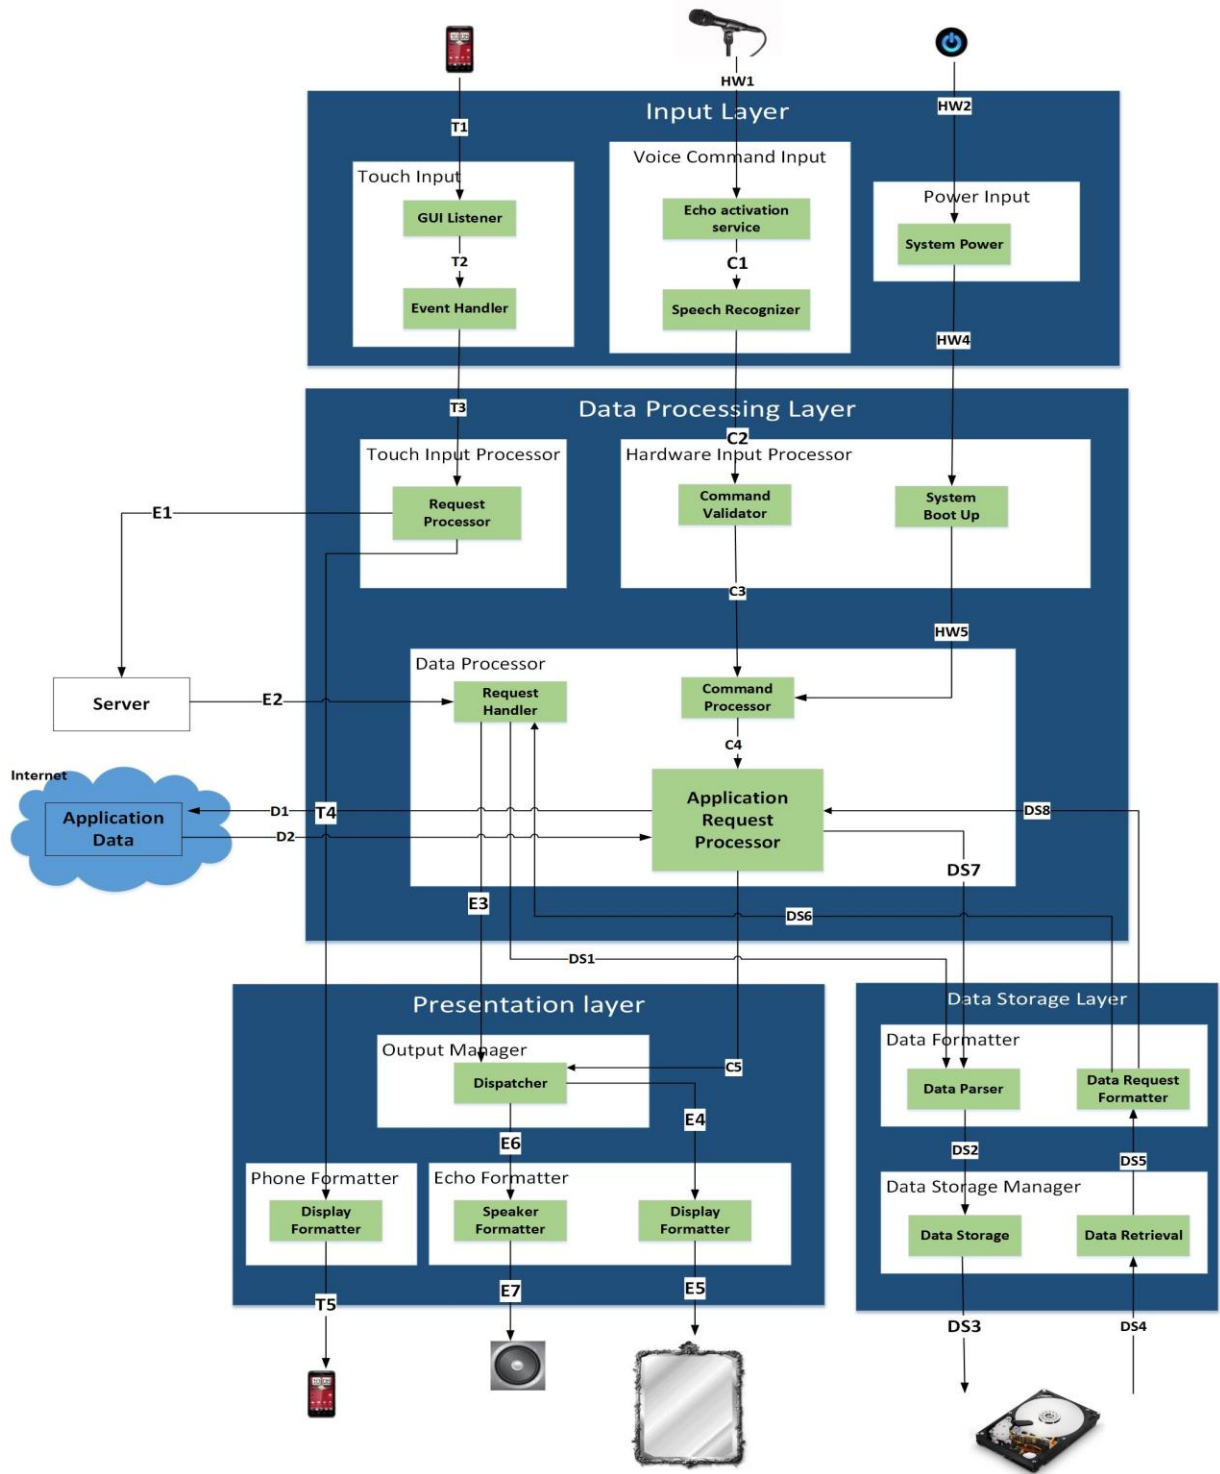 HW1
HW2
Input Layer
T1
Voice Command Input
Touch Input
Power Input
GUI Listener
Echo activation
service
System Power
T2
C1
Event Handler
Speech Recognizer
HW4
T3
Data Processing Layer
C2
Touch Input Processor
Hardware Input Processor
Request
Processor
Command
Validator
System
Boot Up
E1
C3
HW5
Data Processor
Request
Handler
Command
Processor
Server
E2
C4
Internet
Application
Data
D1
D2
T4
Application
Request
Processor
DS8
DS7
E3
DS6
DS1
Presentation layer
Data Storage Layer
Output Manager
Data Formatter
Dispatcher
C5
Data Parser
Data Request
Formatter
E6
E4
DS2
DS5
Phone Formatter
Echo Formatter
Data Storage Manager
Display
Formatter
Speaker
Formatter
Display
Formatter
Data Storage
Data Retrieval
T5
E7
E5
DS3
DS4